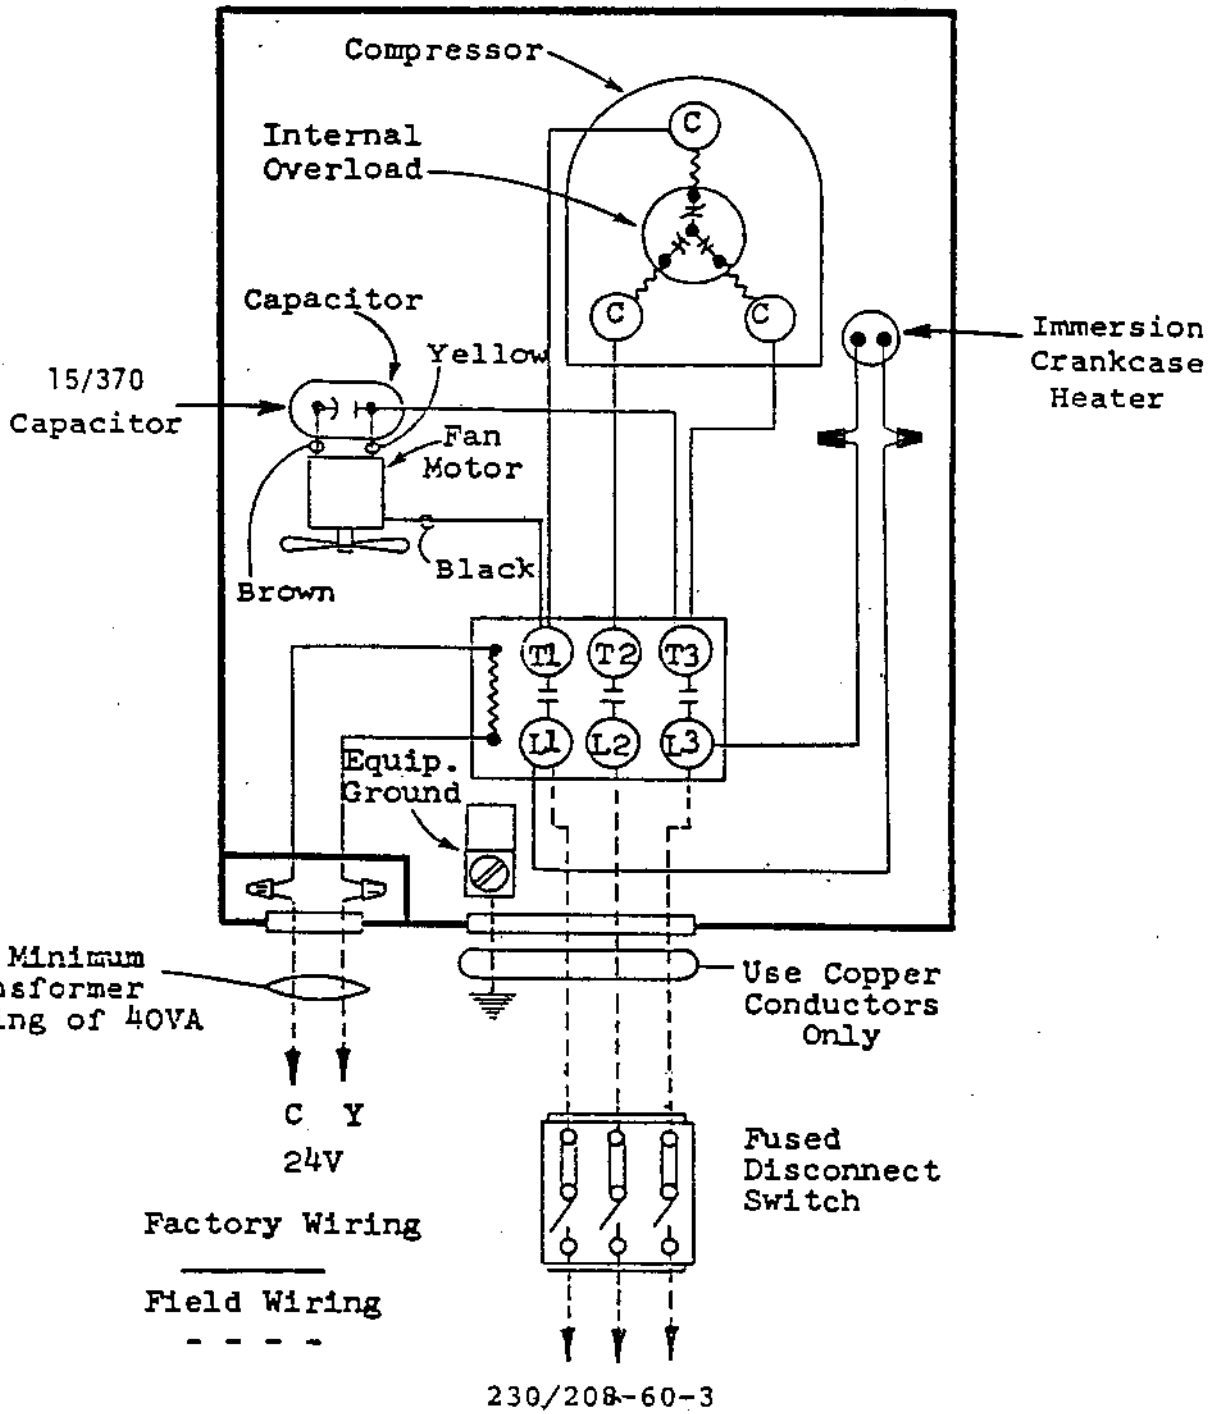 Compressor
C
Internal
Overload
C
C
Capacitor
Yellow
15/370
Capacitor
Immersion
Crankcase
Heater
Fan
Motor
Black
Brown
T1
T2
T3
L1
L2
L3
Equip.
Ground
Minimum
nsformer
ing of 40VA
Use Copper
Conductors
Only
C Y
24V
Fused
Disconnect
Switch
Factory Wiring
Field Wiring
230/208-60-3